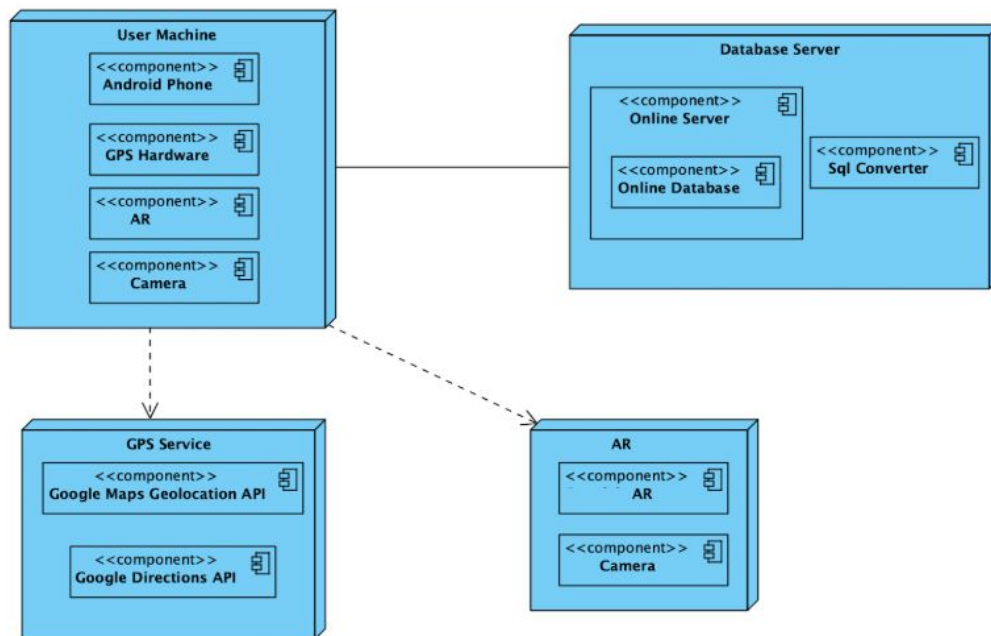 User Machine
<<component>>
Android Phone
<<component>>
GPS Hardware
<<component>>
AR
<<component>>
Camera
Database Server
<<component>>
Online Server
<<component>>
Online Database
<<component>>
Sql Converter
GPS Service
<<component>>
Google Maps Geolocation API
<<component>>
Google Directions API
AR
<<component>>
AR
<<component>>
Camera